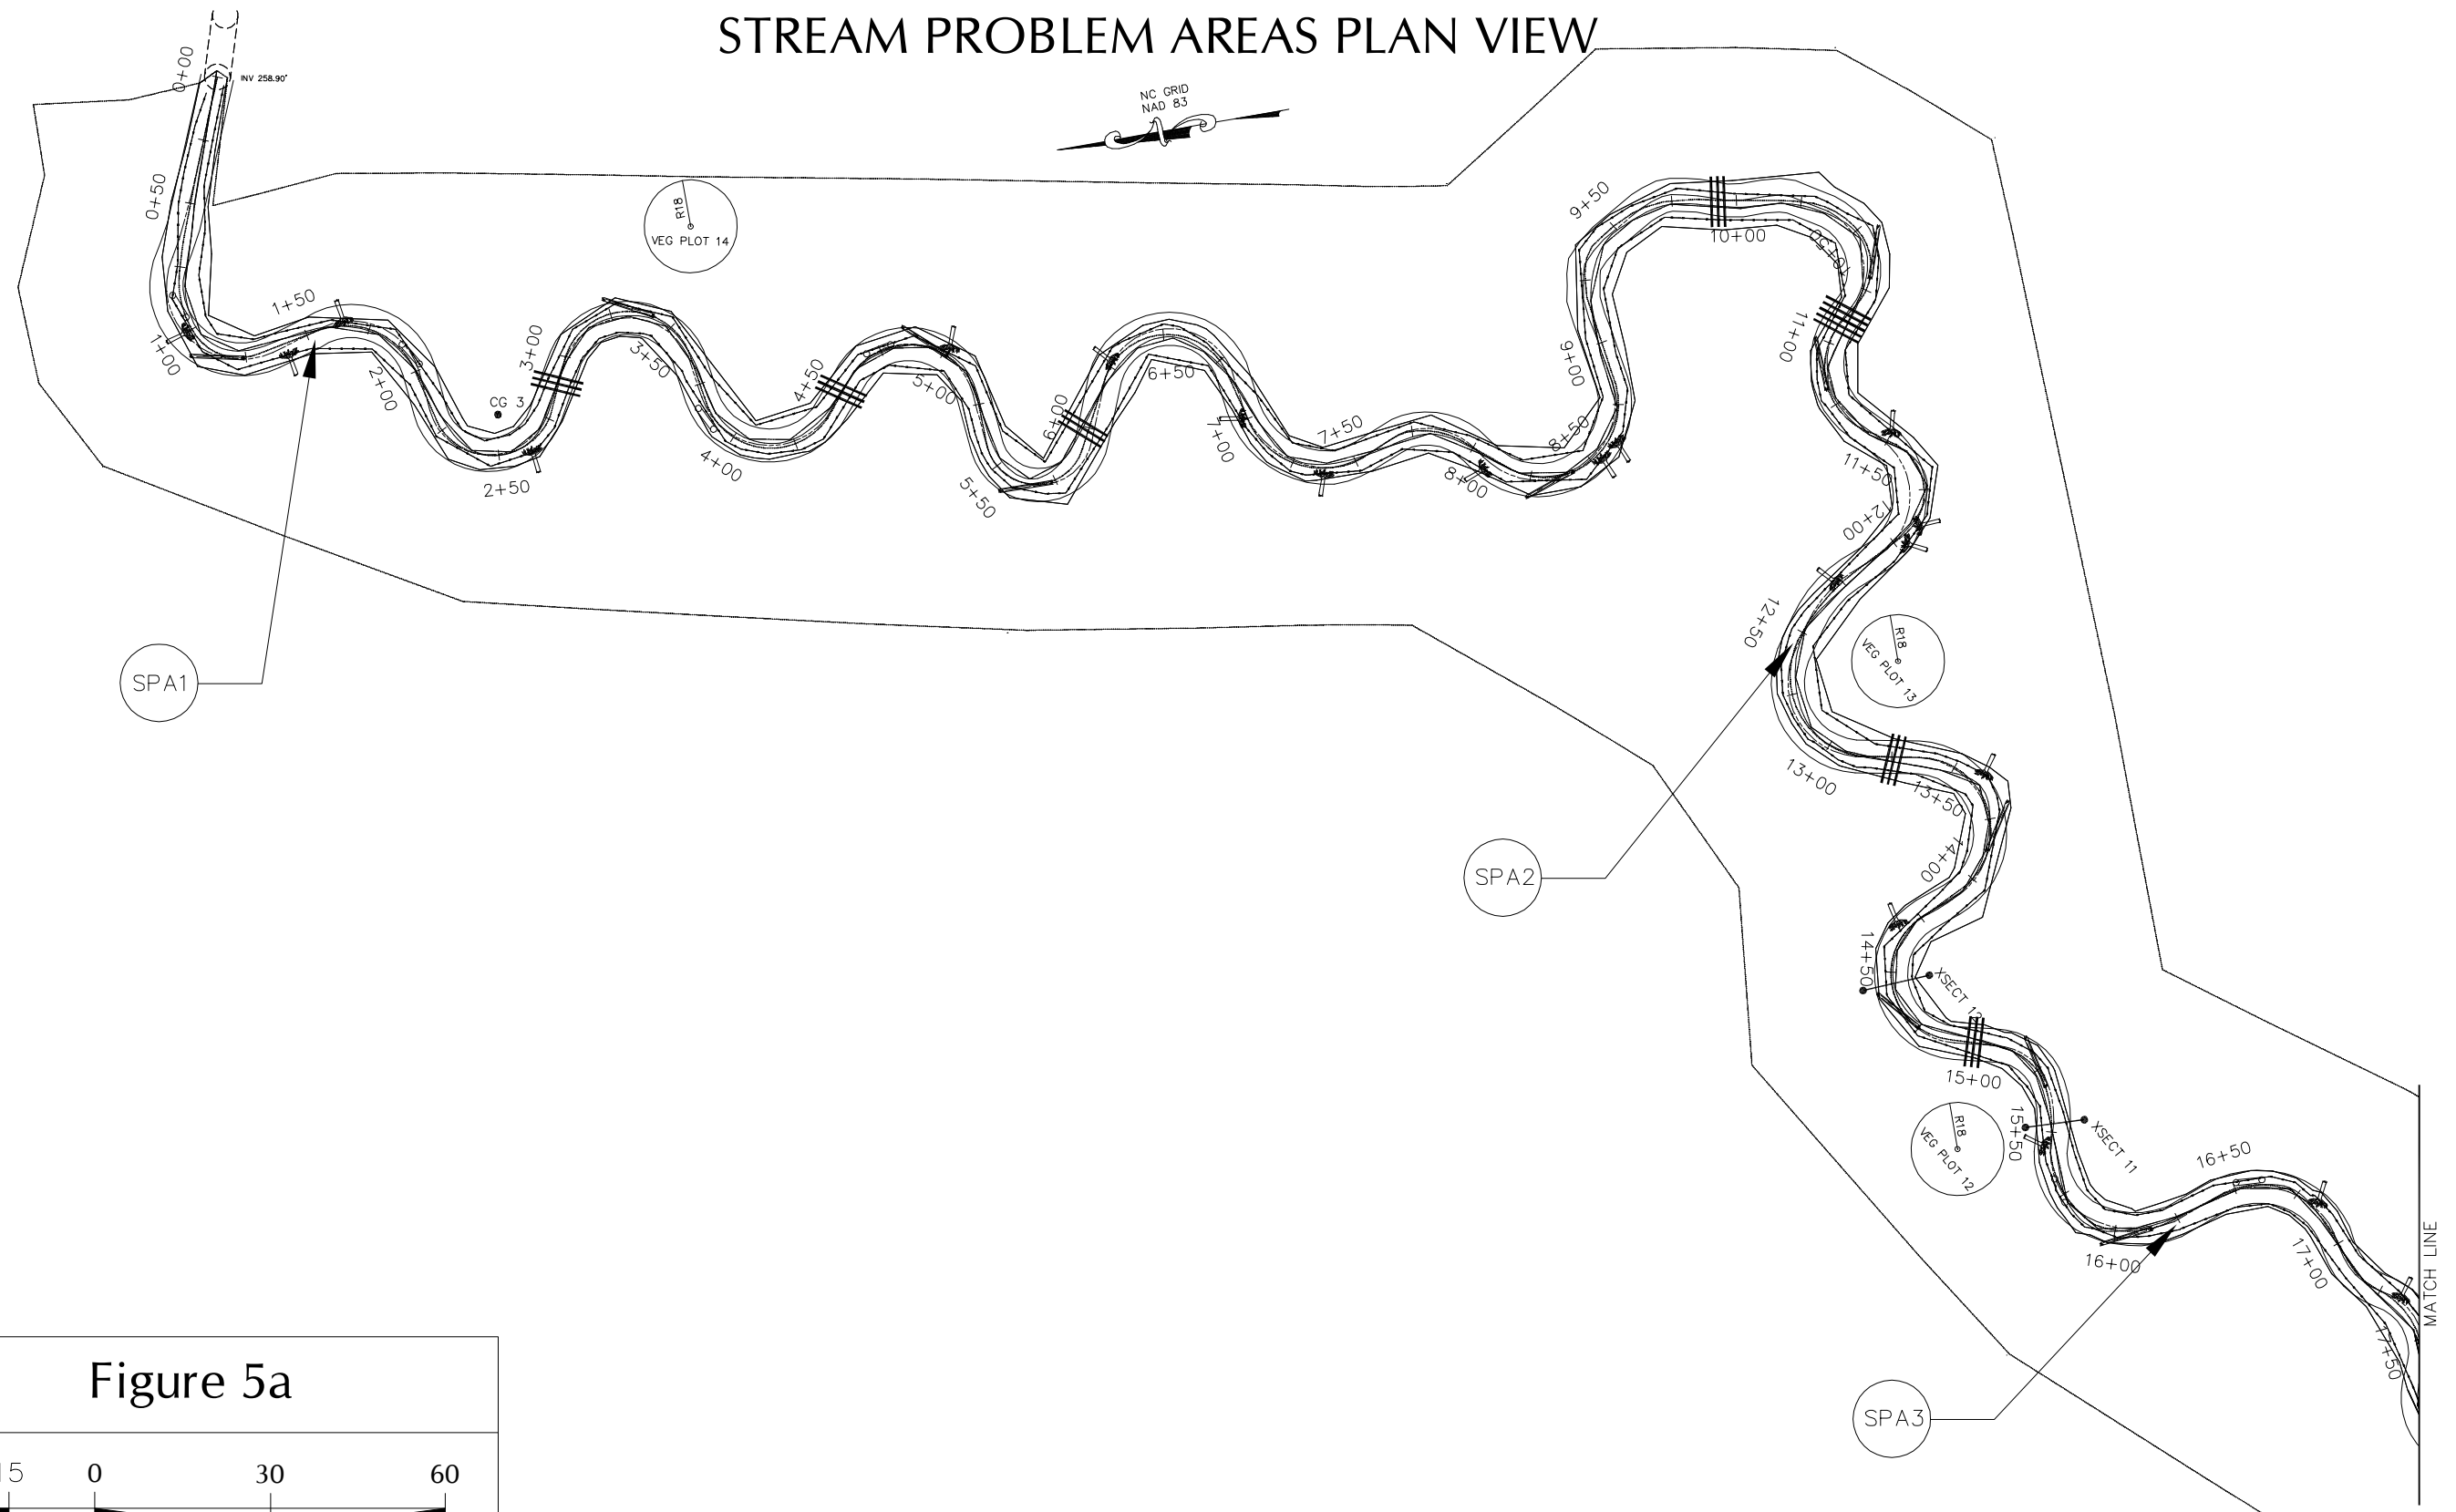 STREAM PROBLEM AREAS PLAN VIEW
0+00
INV 258.90'
NC GRID
NAD 83
0+50
R18
VEG PLOT 14
1+00
1+50
2+00
2+50
CG 3
3+00
3+50
4+00
4+50
5+00
5+50
6+00
6+50
7+00
7+50
8+00
8+50
9+00
9+50
10+00
10+50
11+00
11+50
12+00
12+50
R18
VEG PLOT 13
SPA1
SPA2
13+00
13+50
14+00
14+50
XSECT 12
15+00
15+50
R18
VEG PLOT 12
XSECT 11
16+00
16+50
17+00
17+50
MATCH LINE
SPA3
Figure 5a
15 0 30 60